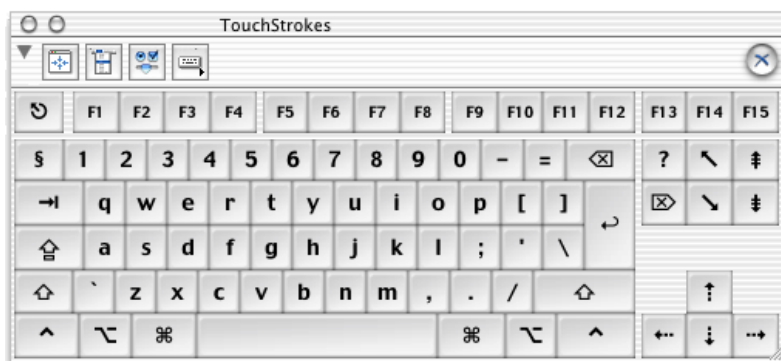 TouchStrokes
F1 F2 F3 F4 F5 F6 F7 F8 F9 F10 F11 F12 F13 F14 F15
§ 1 2 3 4 5 6 7 8 9 0 - = ⌫ ? ↖ ⇞
⇥ q w e r t y u i o p [ ] ↩ ⌦ ↘ ⇟
⇪ a s d f g h j k l ; ' \
⇧ ` z x c v b n m , . / ⇧ ⇡
⌃ ⌥ ⌘ ⌘ ⌥ ⌃ ⇠ ⇣ ⇢